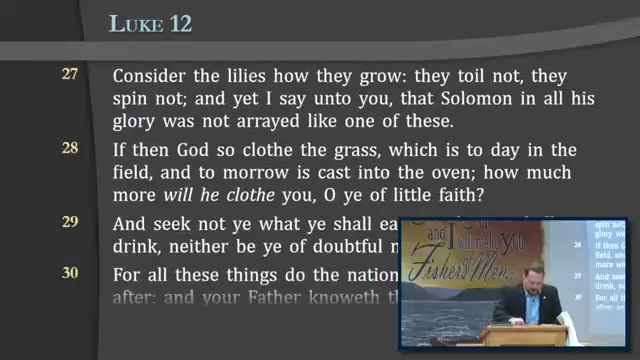 LUKE 12
27 Consider the lilies how they grow: they toil not, they
spin not; and yet I say unto you, that Solomon in all his
glory was not arrayed like one of these.
28 If then God so clothe the grass, which is to day in the
field, and to morrow is cast into the oven; how much
more will he clothe you, O ye of little faith?
29 And seek not ye what ye shall
drink, neither be ye of doubtful
30 For all these things do the
after: and your Father knoweth
and I will make you
Fishers
of Men
glory
28
29 And
30